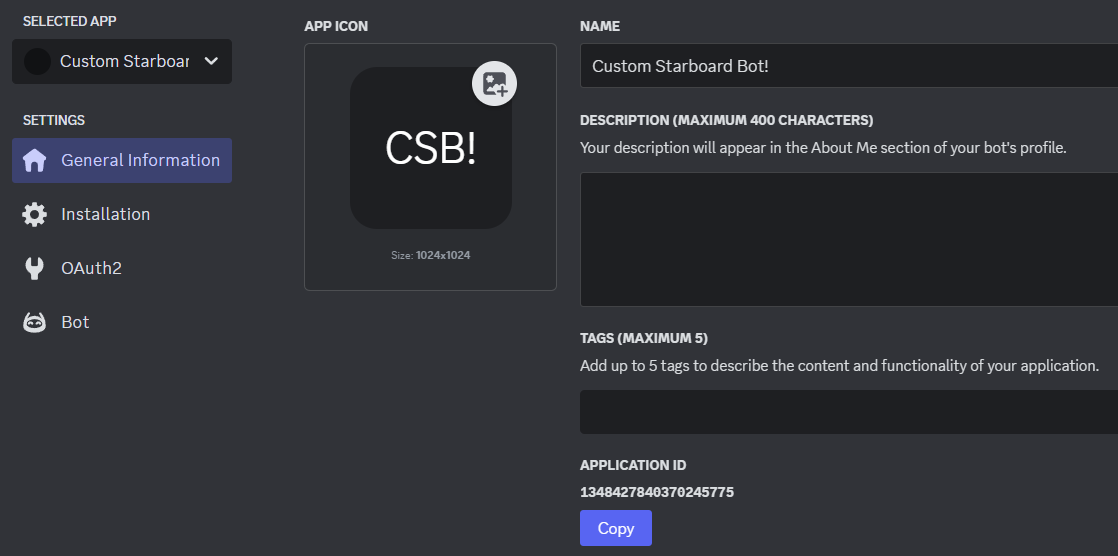 SELECTED APP
Custom Starboar
SETTINGS
General Information
Installation
OAuth2
Bot
APP ICON
CSB!
Size: 1024x1024
NAME
Custom Starboard Bot!
DESCRIPTION (MAXIMUM 400 CHARACTERS)
Your description will appear in the About Me section of your bot's profile.
TAGS (MAXIMUM 5)
Add up to 5 tags to describe the content and functionality of your application.
APPLICATION ID
1348427840370245775
Copy